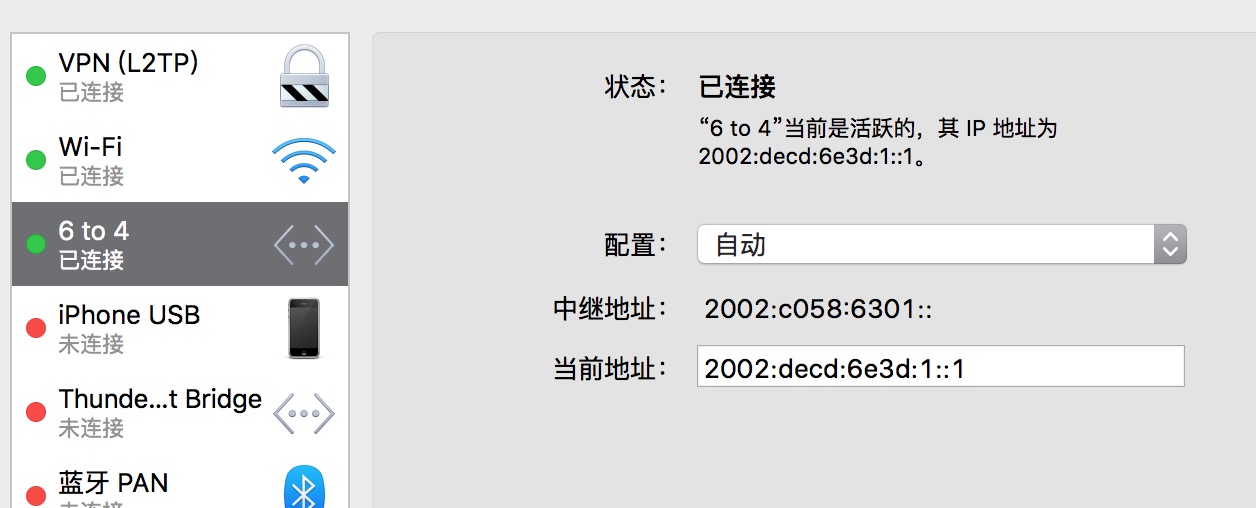 VPN (L2TP)
已连接
Wi-Fi
已连接
6 to 4
已连接
iPhone USB
未连接
Thunde...t Bridge
未连接
蓝牙 PAN
未连接
状态：
已连接
“6 to 4”当前是活跃的，其 IP 地址为
2002:decd:6e3d:1::1。
配置：
自动
中继地址：
2002:c058:6301::
当前地址：
2002:decd:6e3d:1::1